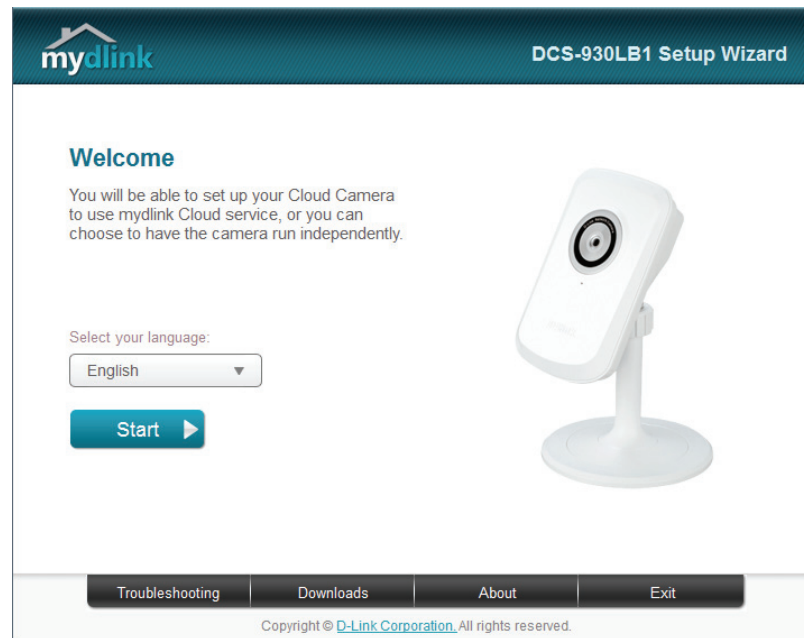 mydlink
DCS-930LB1 Setup Wizard
Welcome
You will be able to set up your Cloud Camera
to use mydlink Cloud service, or you can
choose to have the camera run independently.
Select your language:
English
Start
Troubleshooting Downloads About Exit
Copyright © D-Link Corporation. All rights reserved.